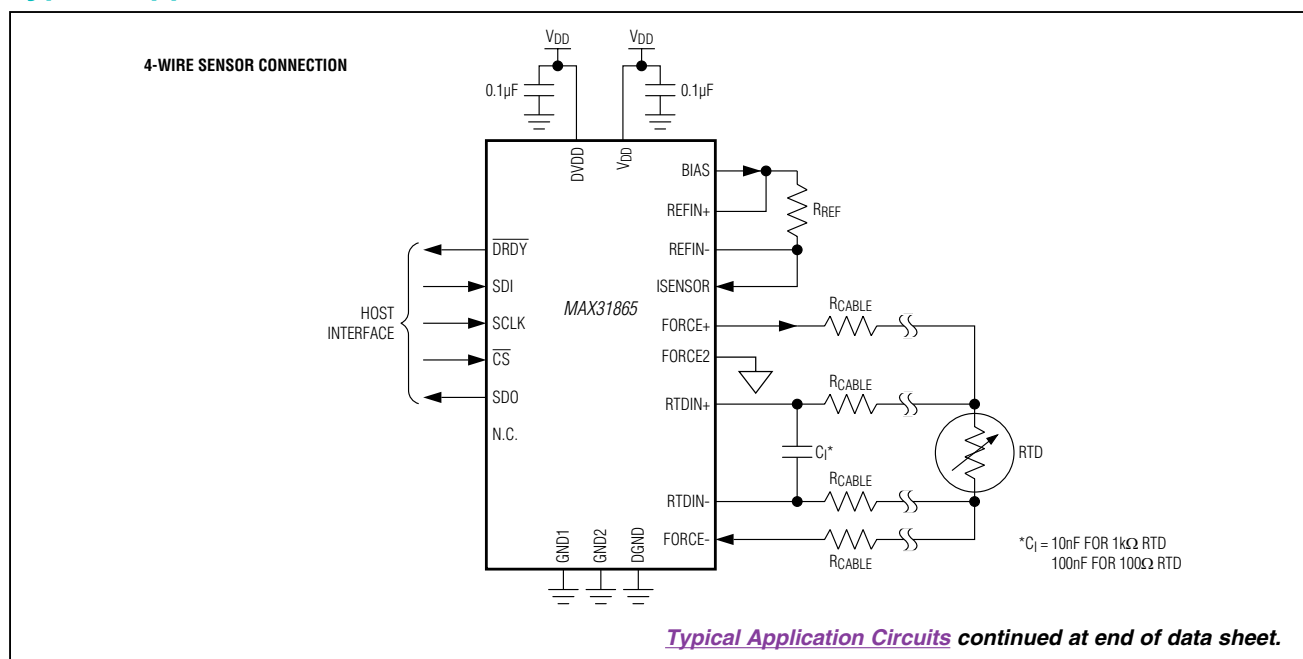 4-WIRE SENSOR CONNECTION
VDD
VDD
0.1µF
0.1µF
DVDD
VDD
BIAS
REFIN+
RREF
REFIN-
ISENSOR
DRDY
SDI
SCLK
CS
SDO
N.C.
HOST
INTERFACE
MAX31865
FORCE+
RCABLE
FORCE2
RTDIN+
RCABLE
CI*
RTD
RTDIN-
RCABLE
FORCE-
RCABLE
GND1
GND2
DGND
*CI = 10nF FOR 1kΩ RTD
100nF FOR 100Ω RTD
Typical Application Circuits continued at end of data sheet.